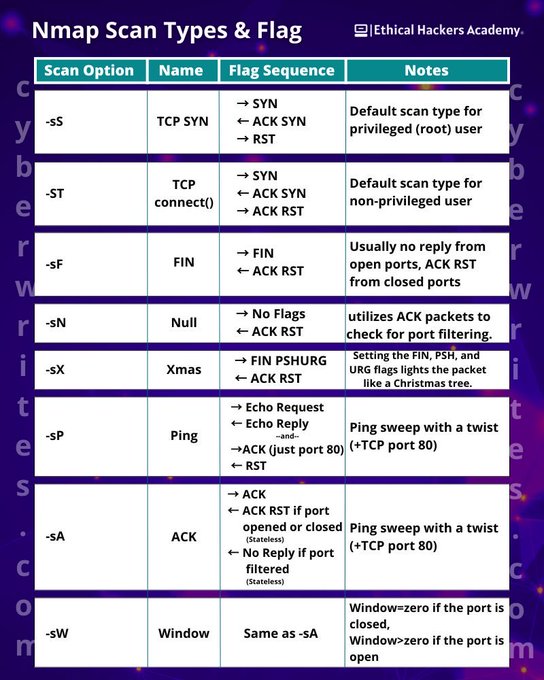 Nmap Scan Types & Flag
Ethical Hackers Academy
Scan Option Name Flag Sequence Notes
-sS
TCP SYN
→ SYN
← ACK SYN
→ RST
Default scan type for
privileged (root) user
-ST
TCP
connect()
→ SYN
← ACK SYN
→ ACK RST
Default scan type for
non-privileged user
-sF
FIN
→ FIN
← ACK RST
Usually no reply from
open ports, ACK RST
from closed ports
-sN
Null
→ No Flags
← ACK RST
utilizes ACK packets to
check for port filtering.
-sX
Xmas
→ FIN PSHURG
← ACK RST
Setting the FIN, PSH, and
URG flags lights the packet
like a Christmas tree.
-sP
Ping
→ Echo Request
← Echo Reply
--and--
→ACK (just port 80)
← RST
Ping sweep with a twist
(+TCP port 80)
-sA
ACK
→ ACK
← ACK RST if port
opened or closed
(Stateless)
← No Reply if port
filtered
(Stateless)
Ping sweep with a twist
(+TCP port 80)
-sW
Window
Same as -sA
Window=zero if the port is
closed,
Window>zero if the port is
open
cyberwrites.com
cyberwrites.com